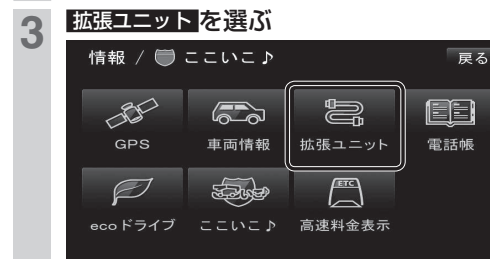 3 拡張ユニットを選ぶ
情報 / ここいこ♪ 戻る
GPS 車両情報 拡張ユニット 電話帳
ETC
ecoドライブ ここいこ♪ 高速料金表示